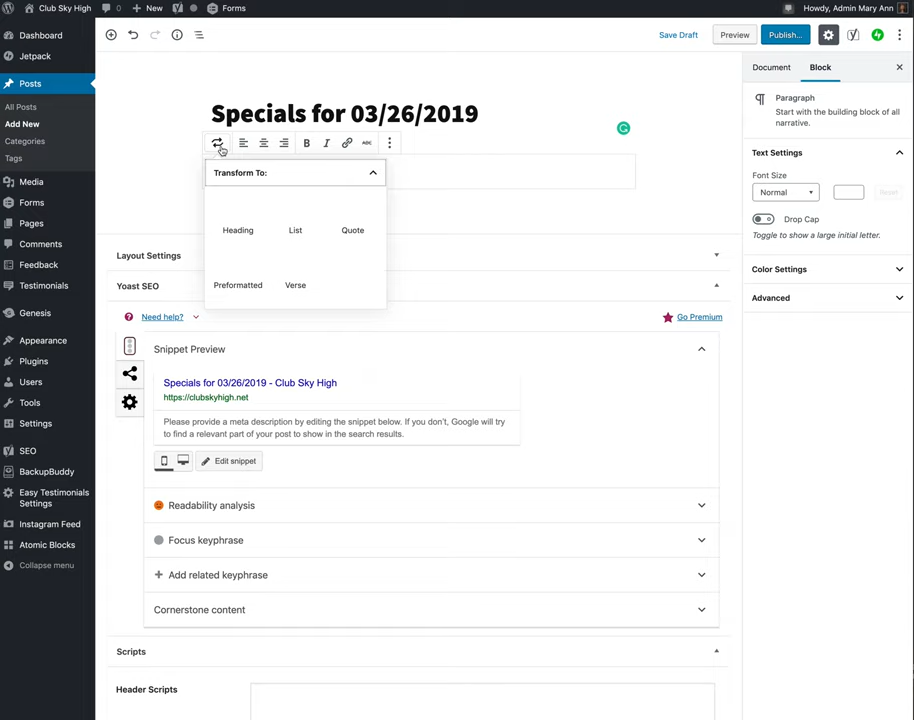 Club Sky High
0
New
Forms
Howdy, Admin Mary Ann
Dashboard
Jetpack
Posts
All Posts
Add New
Categories
Tags
Media
Forms
Pages
Comments
Feedback
Testimonials
Genesis
Appearance
Plugins
Users
Tools
Settings
SEO
BackupBuddy
Easy Testimonials
Settings
Instagram Feed
Atomic Blocks
Collapse menu
Save Draft
Preview
Publish...
Specials for 03/26/2019
B I ABC
Transform To:
Heading
List
Quote
Preformatted
Verse
Layout Settings
Yoast SEO
Need help?
Go Premium
Snippet Preview
Specials for 03/26/2019 - Club Sky High
https://clubskyhigh.net
Please provide a meta description by editing the snippet below. If you don't, Google will try
to find a relevant part of your post to show in the search results.
Edit snippet
Readability analysis
Focus keyphrase
Add related keyphrase
Cornerstone content
Scripts
Header Scripts
Document
Block
Paragraph
Start with the building block of all
narrative.
Text Settings
Font Size
Normal
Reset
Drop Cap
Toggle to show a large initial letter.
Color Settings
Advanced